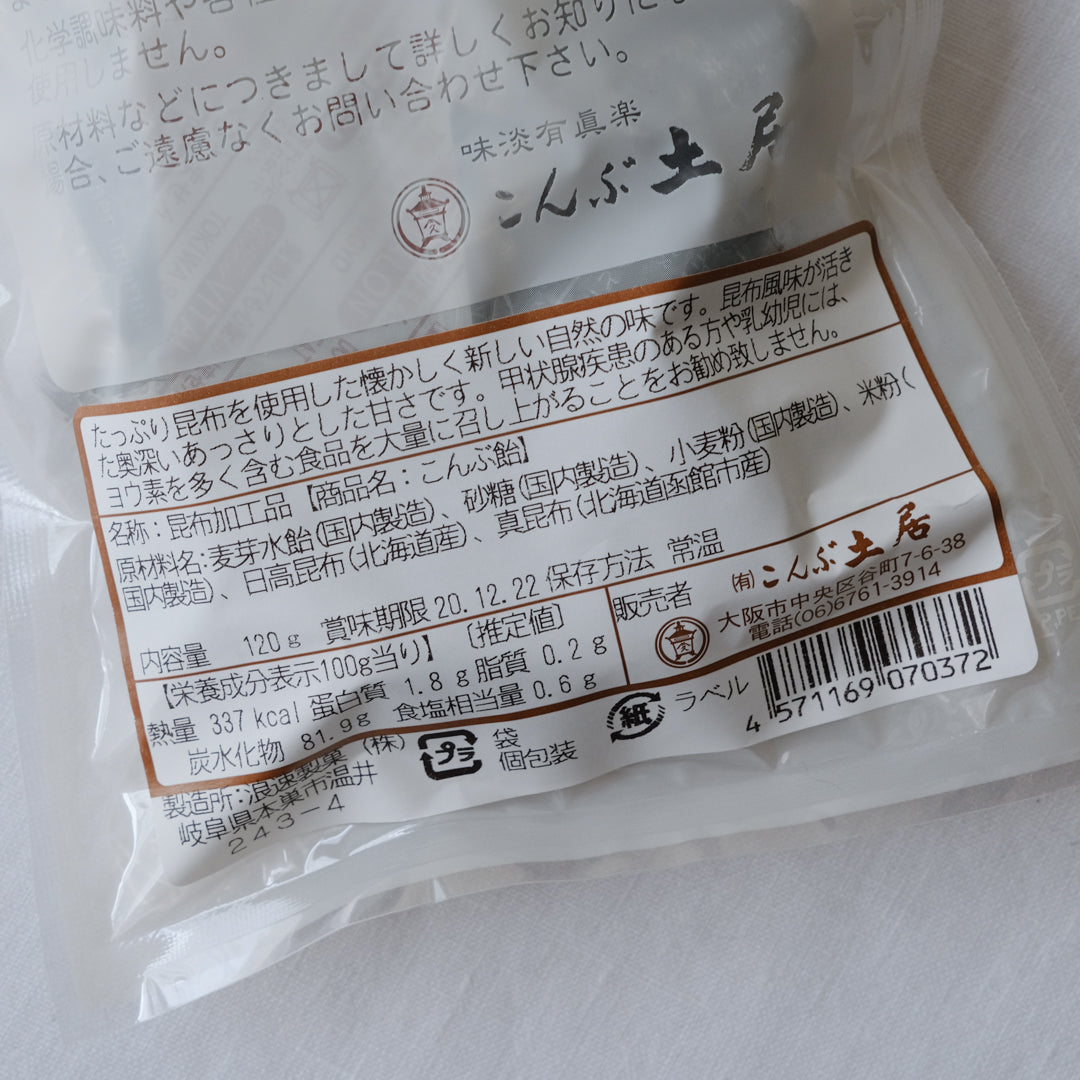 化学調味料や
使用しません。
原材料などにつきまして詳しくお知りにな
場合、ご遠慮なくお問い合わせ下さい。
味淡有眞楽
こんぶ土居
たっぷり昆布を使用した懐かしく新しい自然の味です。昆布風味が活き
た奥深いあっさりとした甘さです。甲状腺疾患のある方や乳幼児には、
ヨウ素を多く含む食品を大量に召し上がることをお勧め致しません。
名称:昆布加工品【商品名:こんぶ飴】
原材料名:麦芽水飴(国内製造)、砂糖(国内製造)、小麦粉(国内製造)、米粉(
国内製造)、日高昆布(北海道産)、真昆布(北海道函館市産)
内容量 120g 賞味期限 20.12.22 保存方法 常温
【栄養成分表示100g当り】 [推定値]
熱量 337kcal 蛋白質 1.8g 脂質 0.2g
炭水化物 81.9g 食塩相当量 0.6g
販売者
(有)こんぶ土居
大阪市中央区谷町7-6-38
電話(06)6761-3914
製造所:浪速製菓(株)
岐阜県本巣市温井
243-4
プラ
袋
個包装
紙
ラベル
4 571169 070372